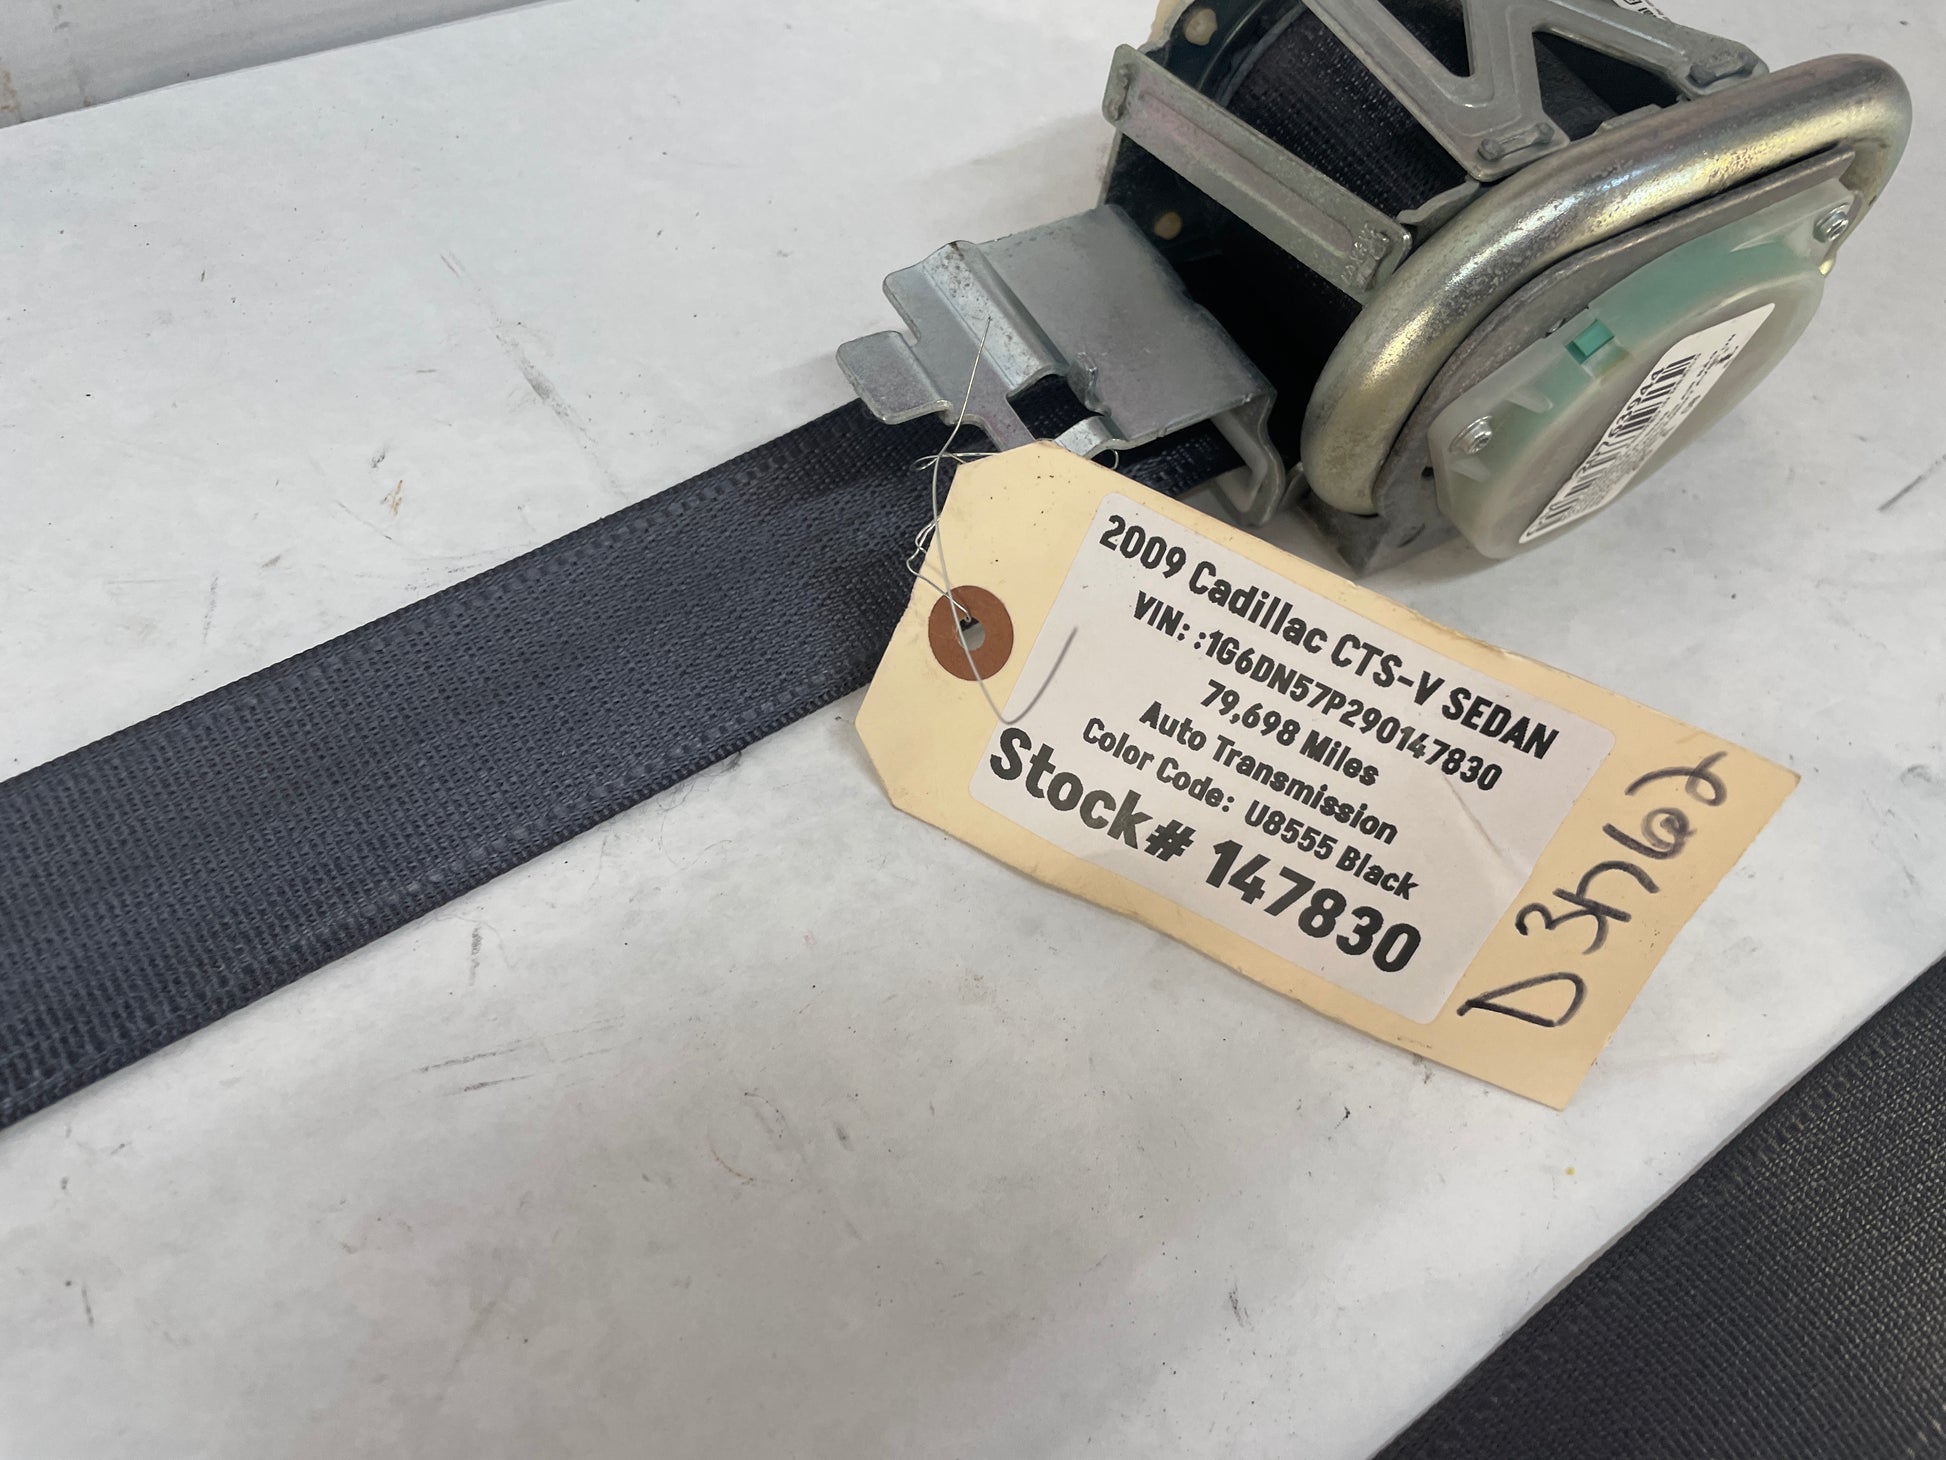 2009 Cadillac CTS-V SEDAN
VIN: :1G6DN57P290147830
79,698 Miles
Auto Transmission
Color Code: U8555 Black
Stock# 147830